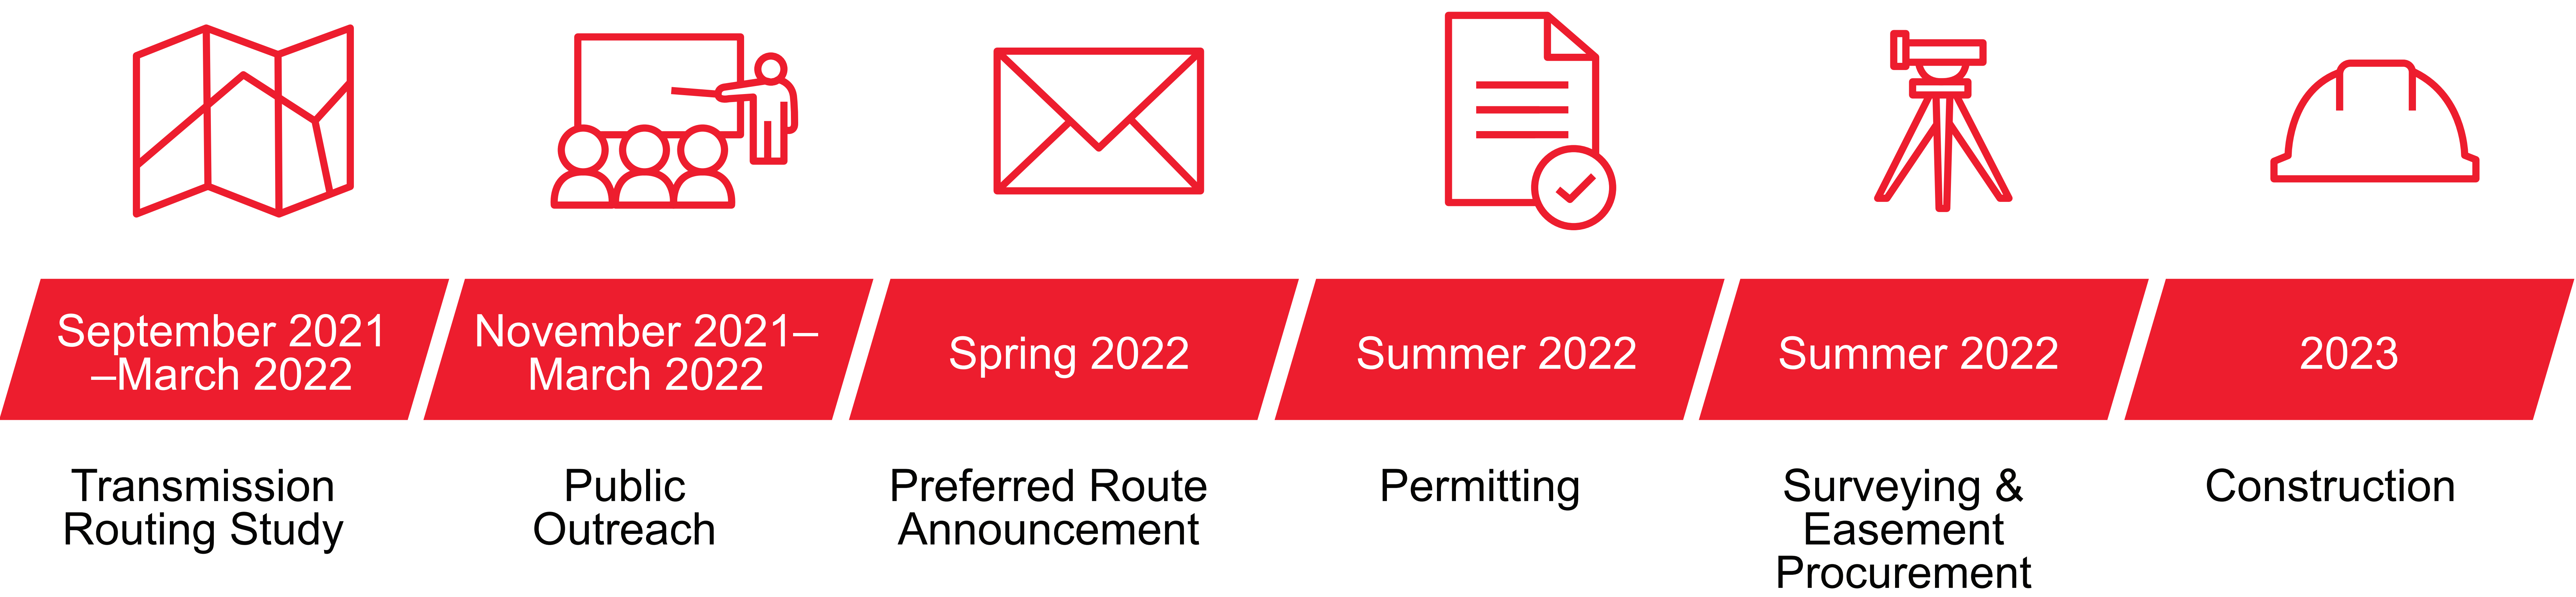 September 2021
–March 2022
November 2021–
March 2022
Spring 2022
Summer 2022
Summer 2022
2023
Transmission
Routing Study
Public
Outreach
Preferred Route
Announcement
Permitting
Surveying &
Easement
Procurement
Construction